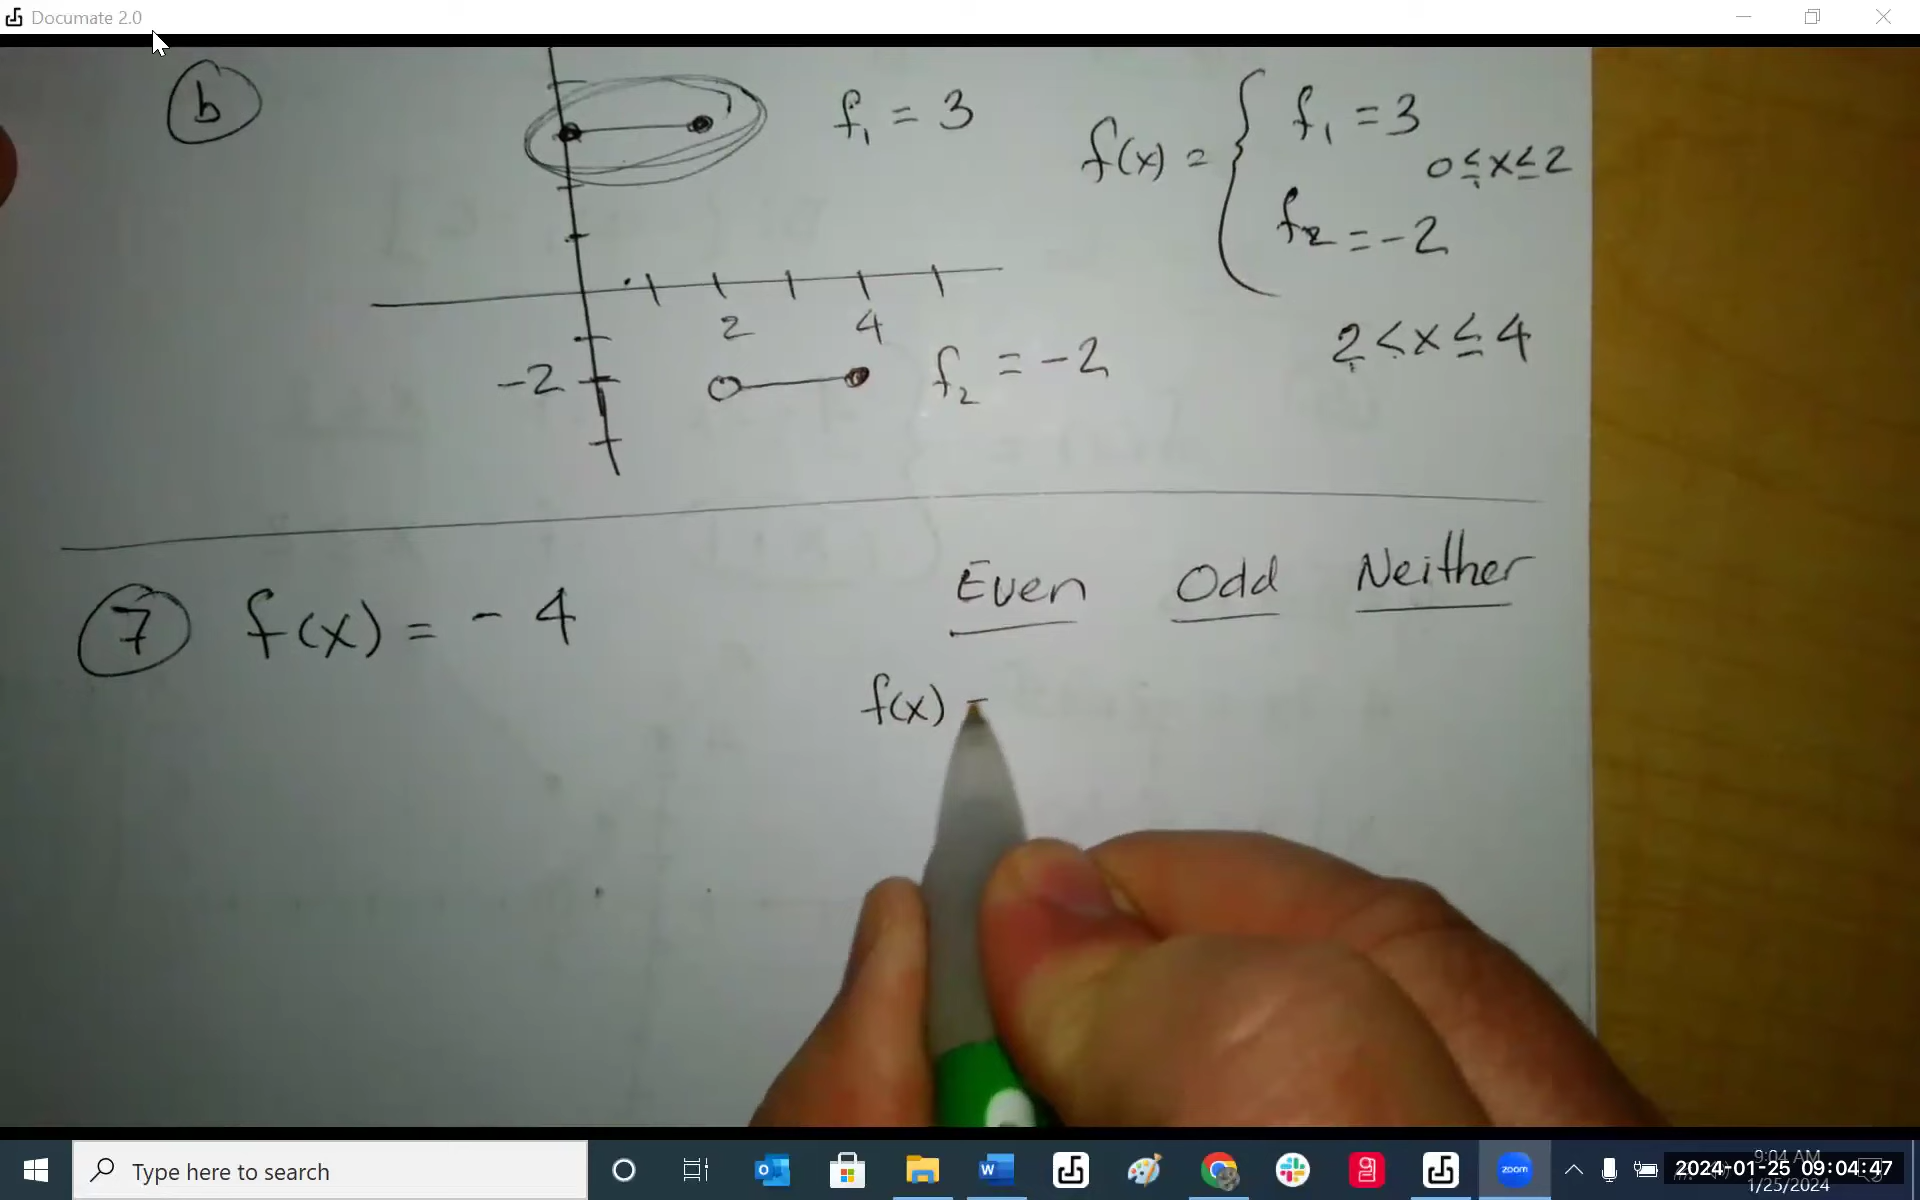 Documate 2.0
b
f₁ = 3
f(x) = { f₁ = 3
0 ≤ x ≤ 2
f₂ = -2
2 < x ≤ 4
2 4
-2
f₂ = -2
7 f(x) = - 4
Even Odd Neither
f(x) =
Type here to search
zoom
9:04 AM
2024-01-25 09:04:47
1/25/2024